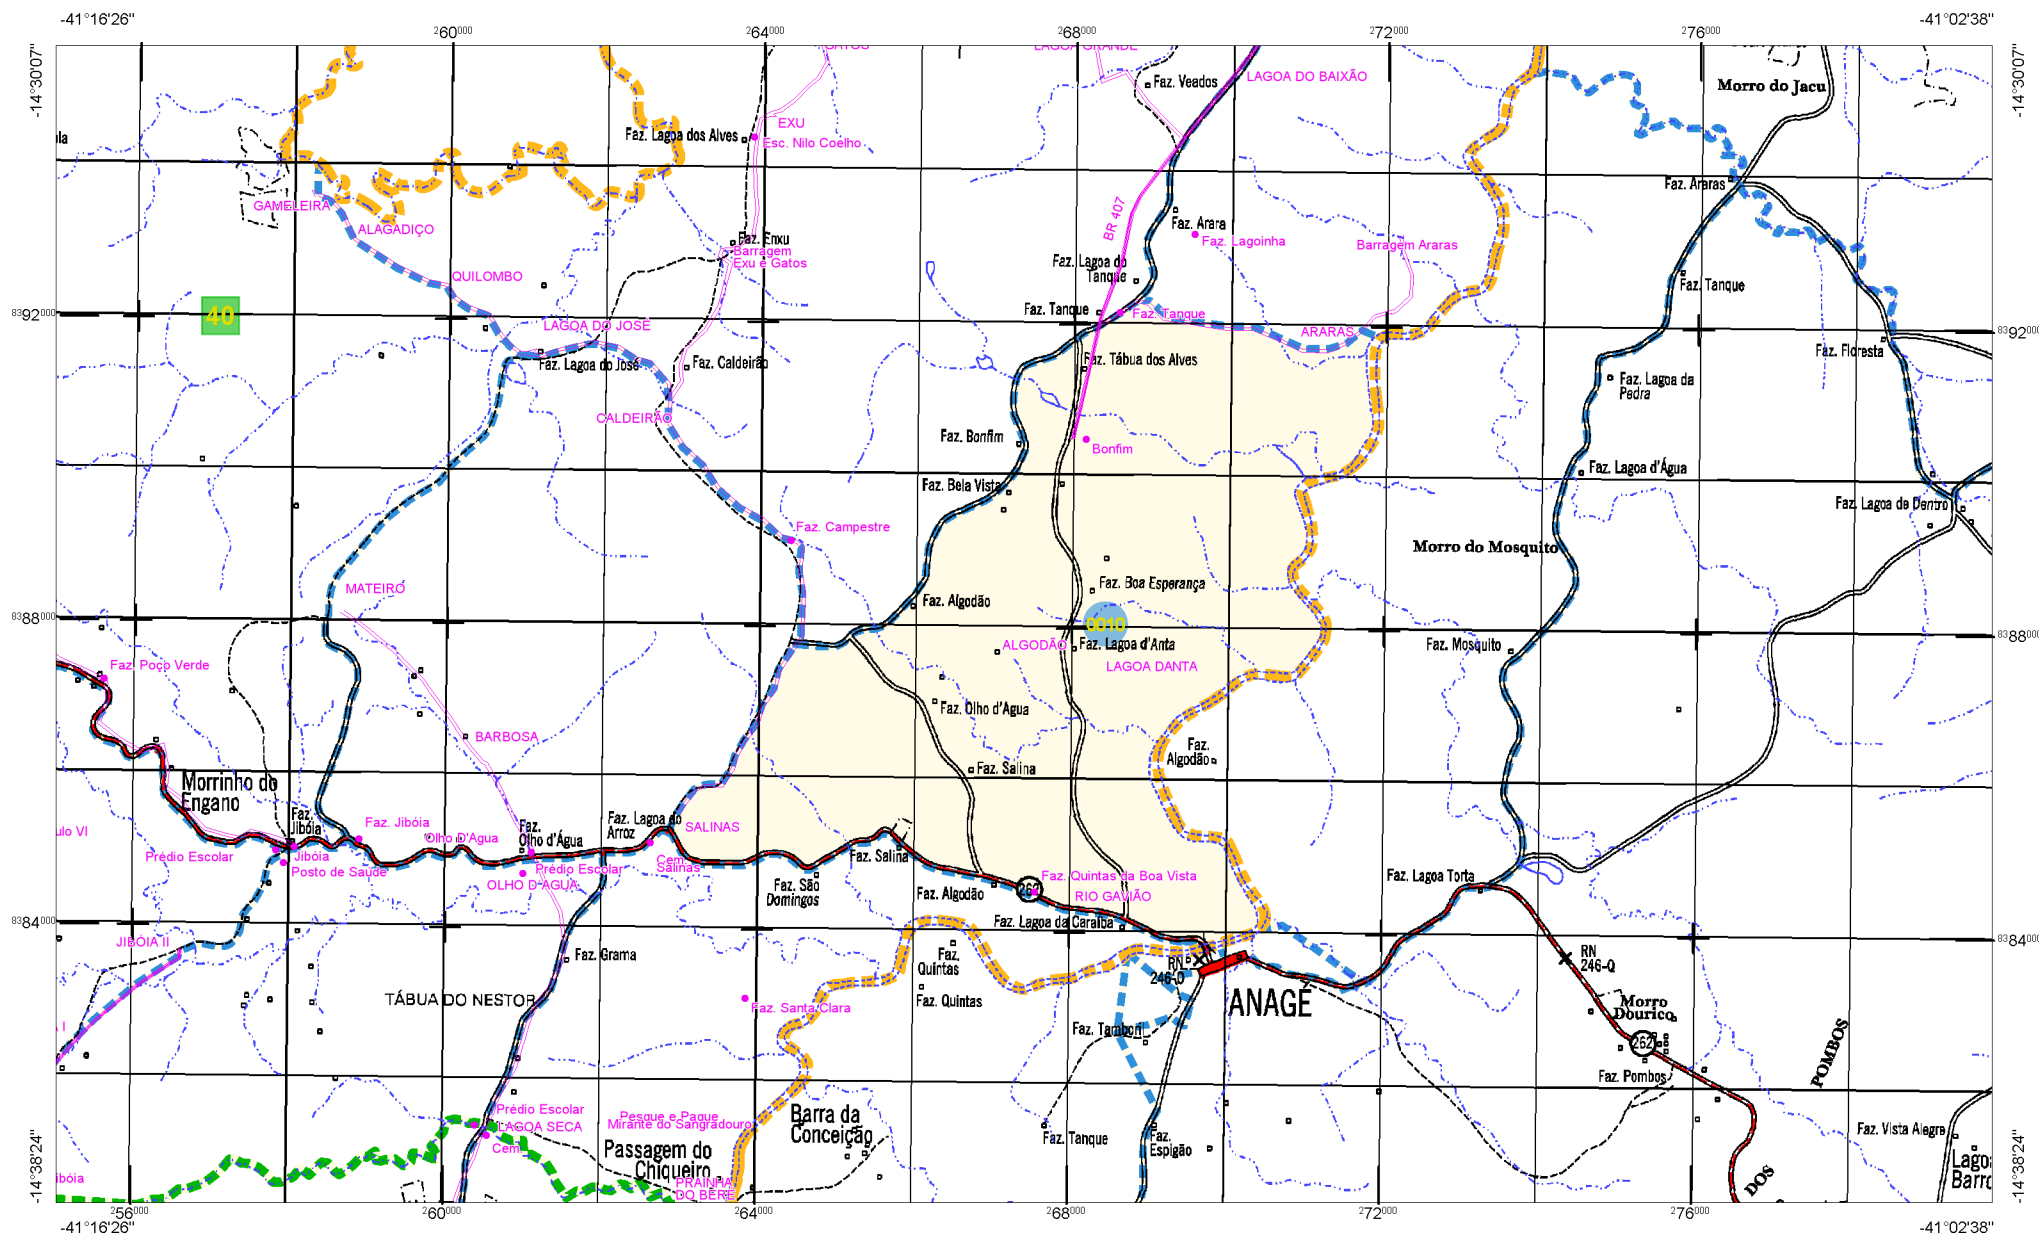 -41°16'26"
-41°02'38"
260000
264000
268000
272000
276000
-14°30'07"
-14°30'07"
GATOS
LAGOA GRANDE
Faz. Veados
LAGOA DO BAIXÃO
Morro do Jacu
EXU
Faz. Lagoa dos Alves
Esc. Nilo Coelho
Faz. Araras
GAMELEIRA
ALAGADIÇO
BR 407
Faz. Arara
Faz. Lagoinha
Barragem Araras
Faz. Enxu
Barragem
Exu e Gatos
Faz. Lagoa do
Tanque
QUILOMBO
Faz. Tanque
40
8392000
8392000
LAGOA DO JOSÉ
Faz. Tanque
Faz. Tanque
ARARAS
Faz. Lagoa do José
Faz. Caldeirão
Faz. Tábua dos Alves
Faz. Floresta
Faz. Lagoa da
Pedra
CALDEIRÃO
Faz. Bonfim
Bonfim
Faz. Lagoa d'Água
Faz. Bela Vista
Faz. Lagoa de Dentro
Faz. Campestre
Morro do Mosquito
MATEIRO
Faz. Boa Esperança
Faz. Algodão
8388000
8388000
0010
ALGODÃO
Faz. Lagoa d'Anta
Faz. Mosquito
LAGOA DANTA
Faz. Poço Verde
Faz. Olho d'Água
BARBOSA
Faz.
Algodão
Faz. Salina
Morrinho do
Engano
Faz.
Jibóia
Faz. Jibóia
Olho D'Agua
Faz.
Olho d'Água
Faz. Lagoa do
Arroz
SALINAS
ulo VI
Prédio Escolar
Jibóia
Posto de Saúde
Prédio Escolar
OLHO D'AGUA
Cem.
Salinas
Faz. Salina
Faz. São
Domingos
Faz. Algodão
262
Faz. Quintas da Boa Vista
RIO GAVIÃO
Faz. Lagoa Torta
8384000
8384000
Faz. Lagoa da Caraíba
JIBÓIA II
Faz. Grama
Faz.
Quintas
Faz. Quintas
RN
246-D
RN
246-Q
TÁBUA DO NESTOR
Faz. Santa Clara
ANAGÉ
Morro
Dourico
Faz. Tambori
262
POMBOS
Faz. Pombos
Prédio Escolar
LAGOA SECA
Cem.
Pesque e Pague
Mirante do Sangradouro
Barra da
Conceição
Passagem do
Chiqueiro
Faz. Tanque
Faz.
Espigão
Faz. Vista Alegre
PRAINHA
DO BERE
DOS
-14°38'24"
-14°38'24"
256000
260000
264000
268000
272000
276000
-41°16'26"
-41°02'38"